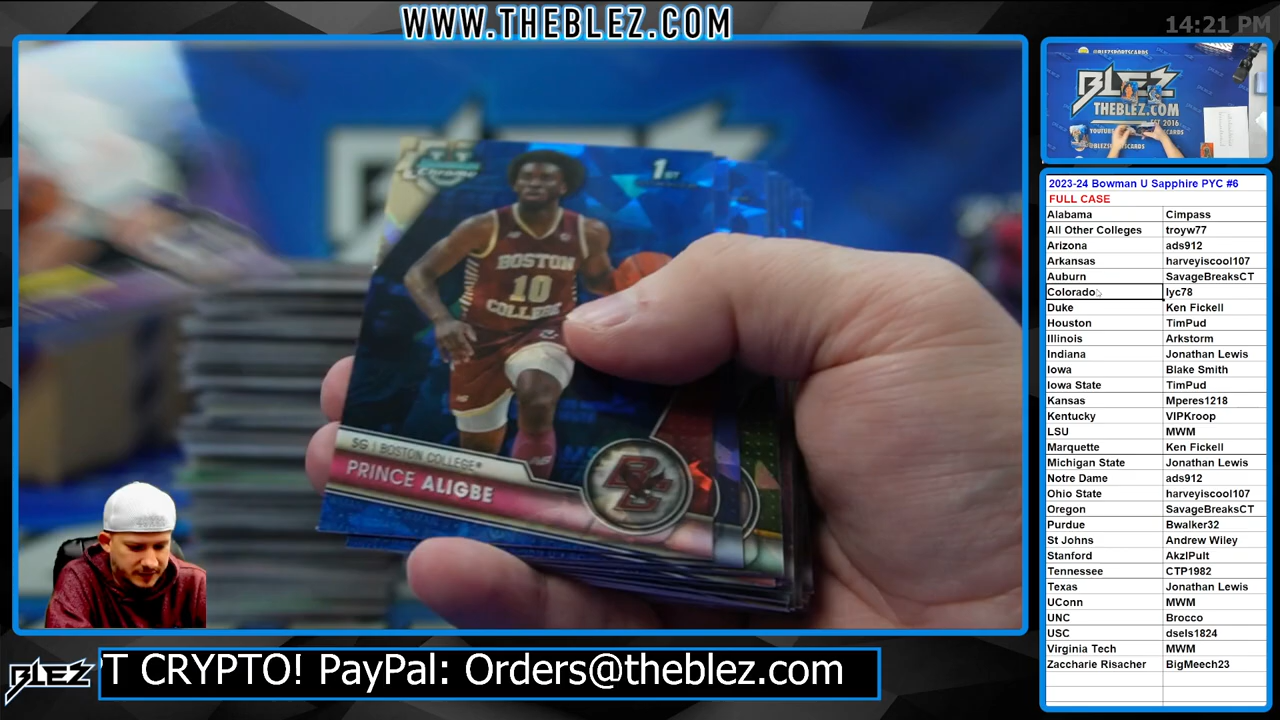 WWW.THEBLEZ.COM
14:21 PM
Chrome
1ST
BOSTON
10
COLLEGE
SG | BOSTON COLLEGE®
PRINCE ALIGBE
@BLEZSPORTSCARDS
BLEZ
THEBLEZ.COM
EST 2016
2023-24 Bowman U Sapphire PYC #6
FULL CASE
Alabama Cimpass
All Other Colleges troyw77
Arizona ads912
Arkansas harveyiscool107
Auburn SavageBreaksCT
Colorado lyc78
Duke Ken Fickell
Houston TimPud
Illinois Arkstorm
Indiana Jonathan Lewis
Iowa Blake Smith
Iowa State TimPud
Kansas Mperes1218
Kentucky VIPKroop
LSU MWM
Marquette Ken Fickell
Michigan State Jonathan Lewis
Notre Dame ads912
Ohio State harveyiscool107
Oregon SavageBreaksCT
Purdue Bwalker32
St Johns Andrew Wiley
Stanford AkzlPult
Tennessee CTP1982
Texas Jonathan Lewis
UConn MWM
UNC Brocco
USC dsels1824
Virginia Tech MWM
Zaccharie Risacher BigMeech23
BLEZ
T CRYPTO! PayPal: Orders@theblez.com